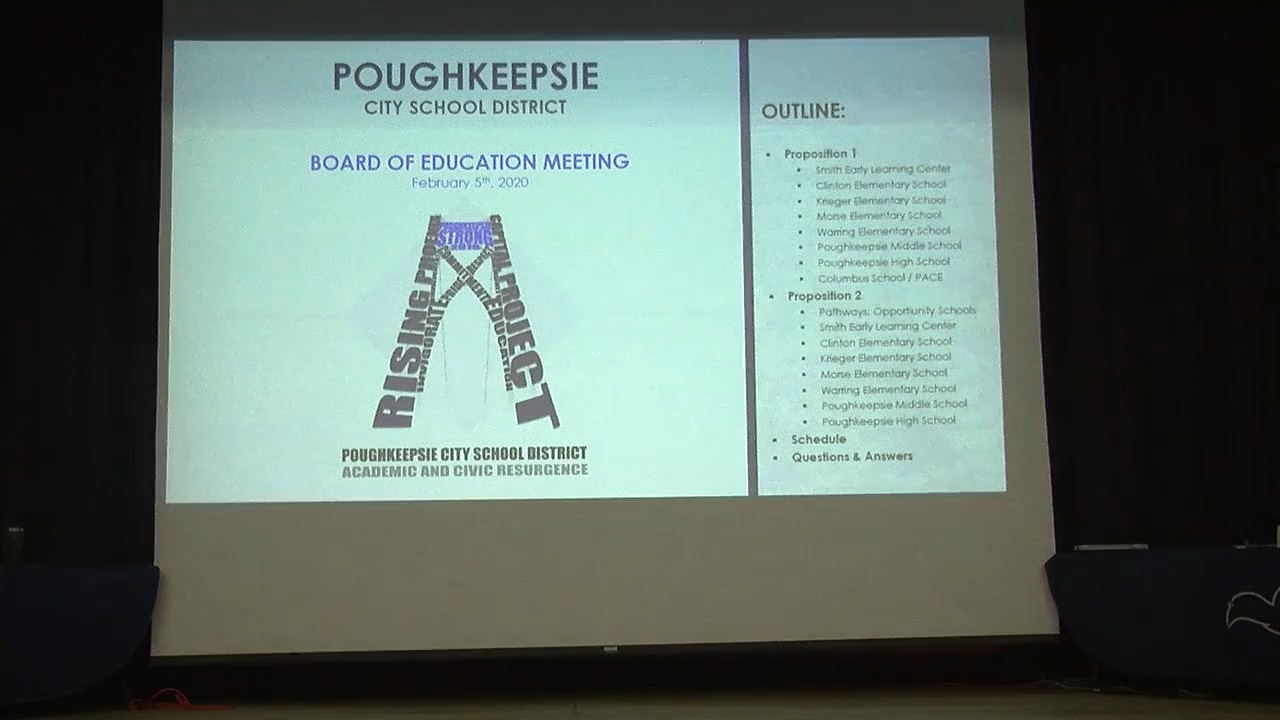 POUGHKEEPSIE
CITY SCHOOL DISTRICT
BOARD OF EDUCATION MEETING
February 5th, 2020
STRONG
RISING
CAPITAL PROJECT
EDUCATION
POUGHKEEPSIE CITY SCHOOL DISTRICT
ACADEMIC AND CIVIC RESURGENCE
OUTLINE:
▪ Proposition 1
▪ Smith Early Learning Center
▪ Clinton Elementary School
▪ Krieger Elementary School
▪ Morse Elementary School
▪ Warring Elementary School
▪ Poughkeepsie Middle School
▪ Poughkeepsie High School
▪ Columbus School / PACE
▪ Proposition 2
▪ Pathways: Opportunity Schools
▪ Smith Early Learning Center
▪ Clinton Elementary School
▪ Krieger Elementary School
▪ Morse Elementary School
▪ Warring Elementary School
▪ Poughkeepsie Middle School
▪ Poughkeepsie High School
▪ Schedule
▪ Questions & Answers